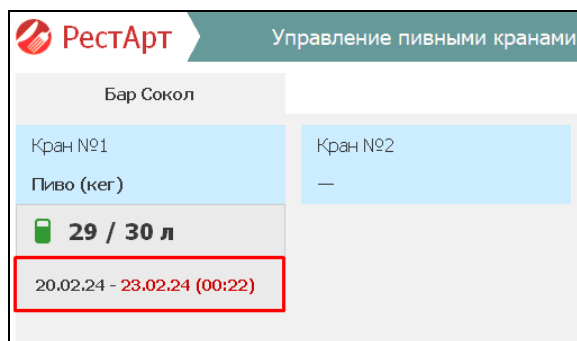 РестАрт
Управление пивными кранами
Бар Сокол
Кран №1
Пиво (кег)
29 / 30 л
20.02.24 - 23.02.24 (00:22)
Кран №2
—